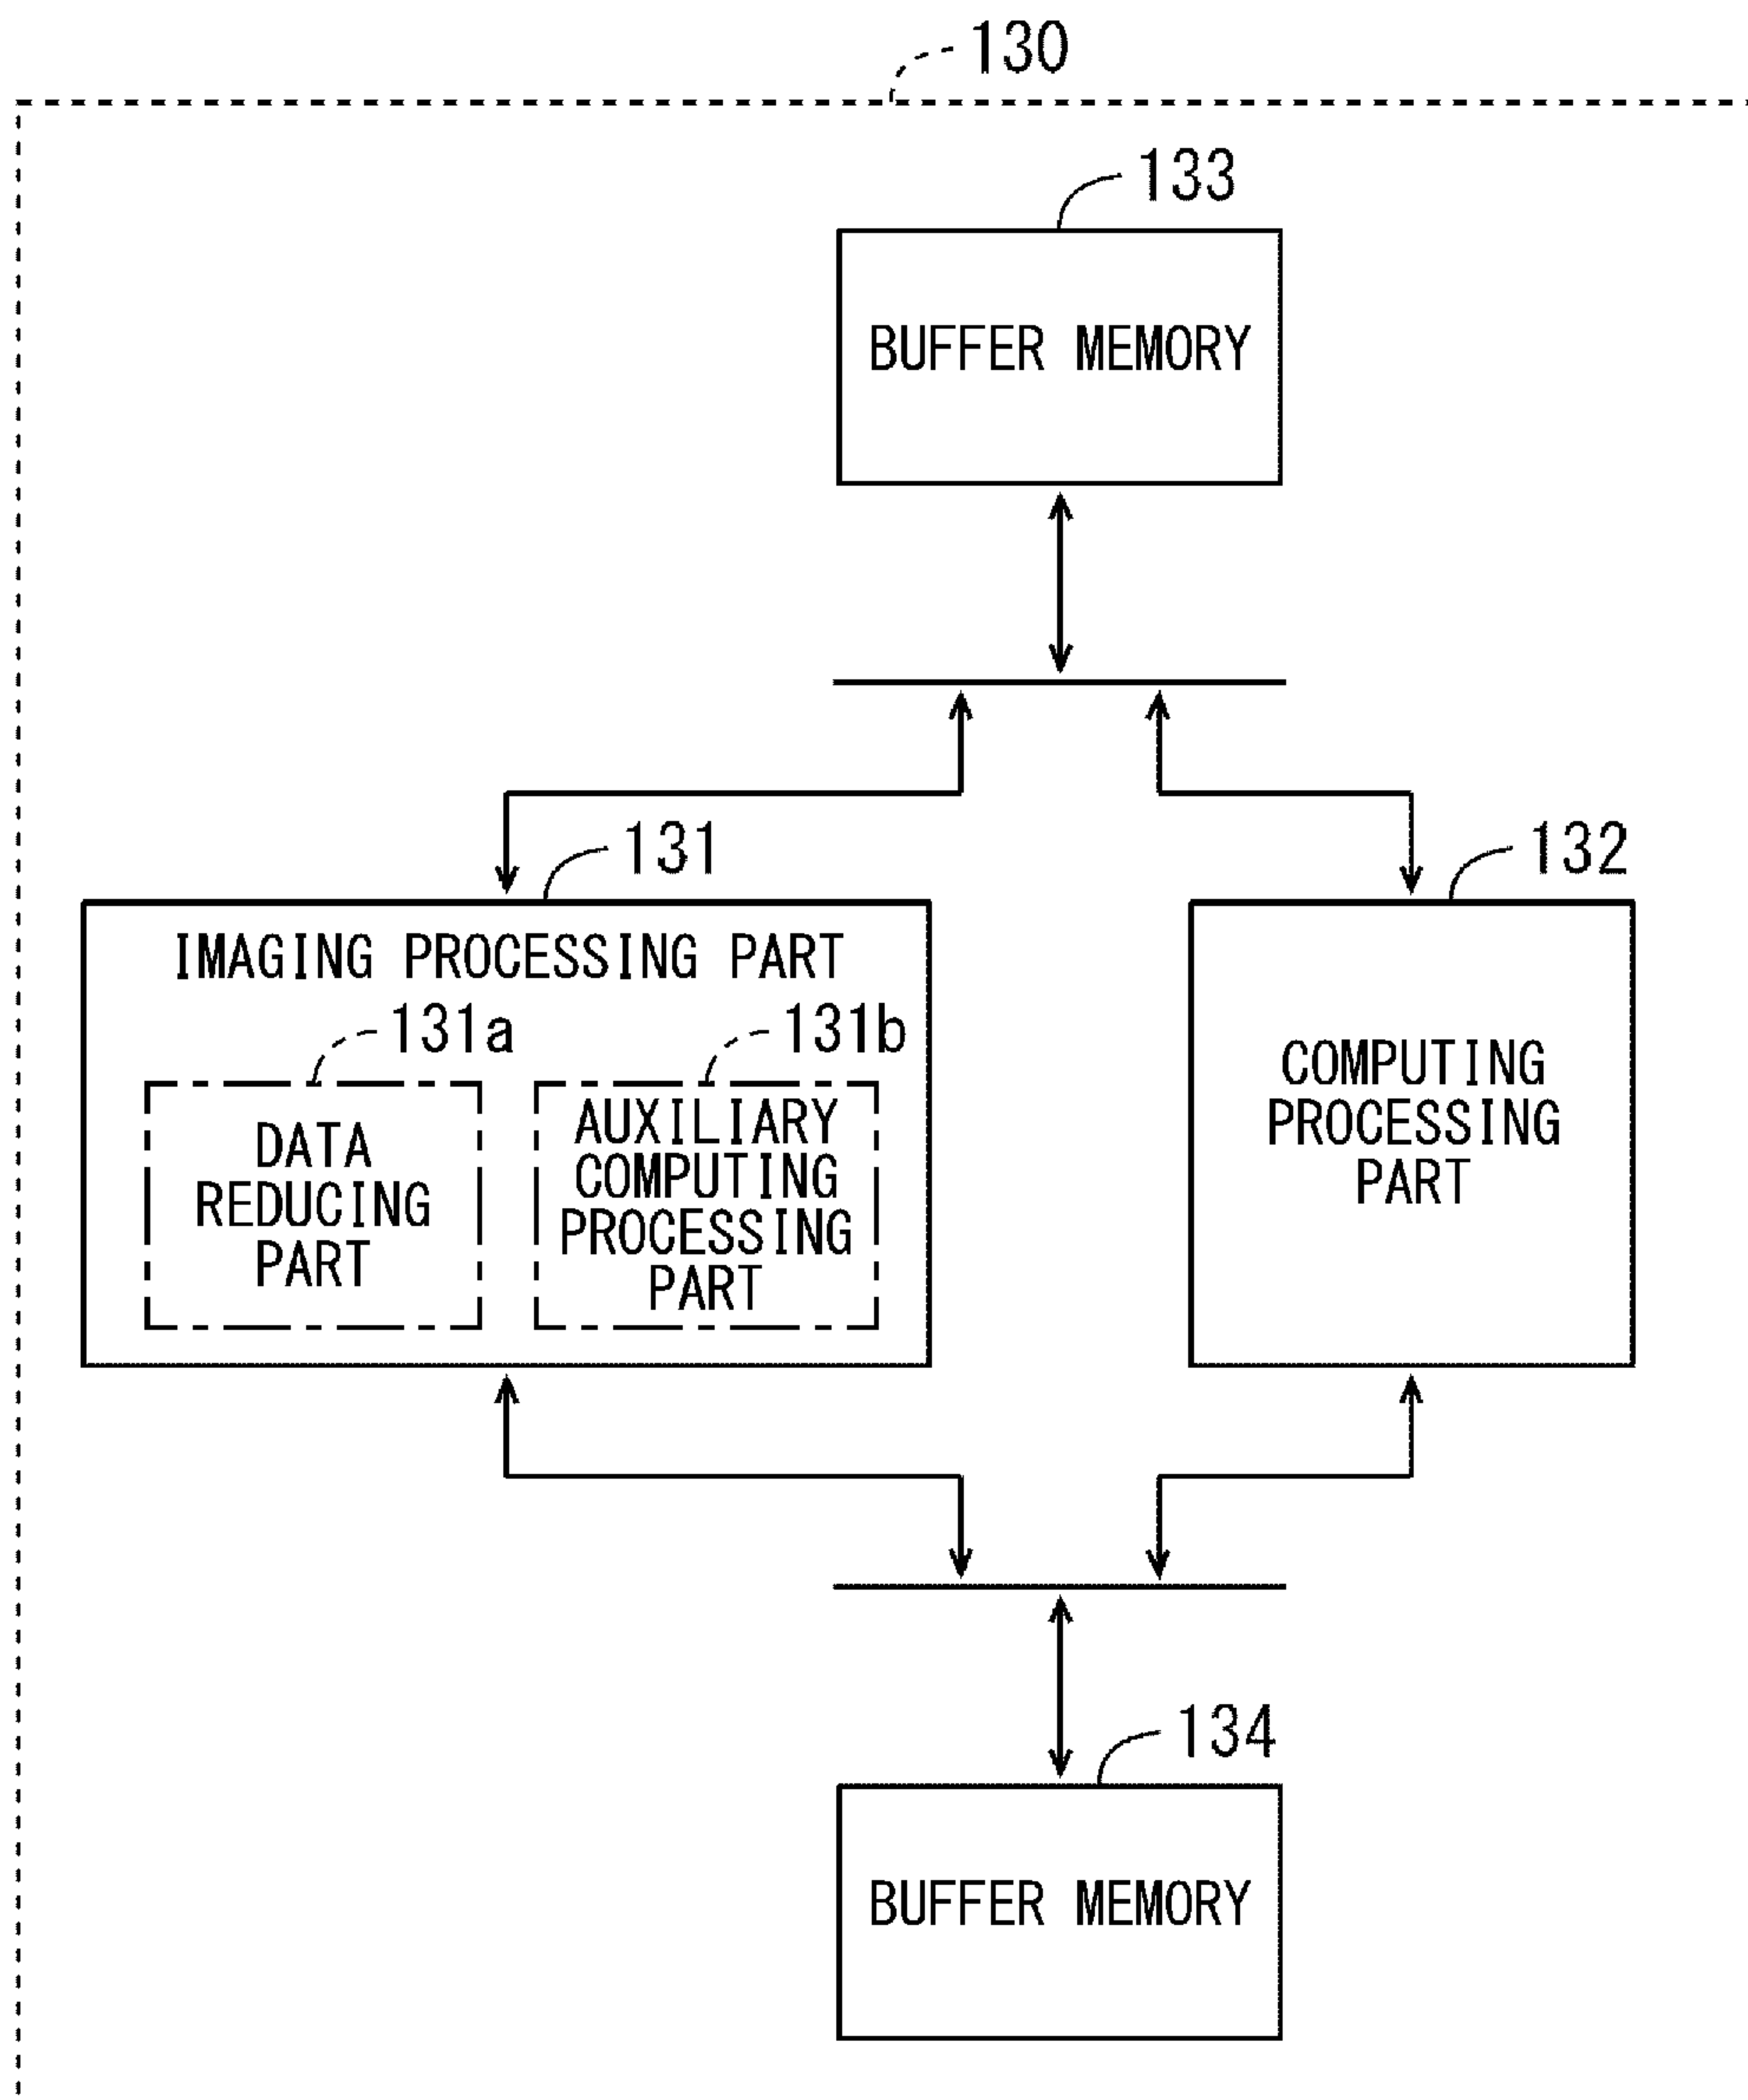 130
133
BUFFER MEMORY
131
132
IMAGING PROCESSING PART
131a
131b
DATA
REDUCING
PART
AUXILIARY
COMPUTING
PROCESSING
PART
COMPUTING
PROCESSING
PART
134
BUFFER MEMORY